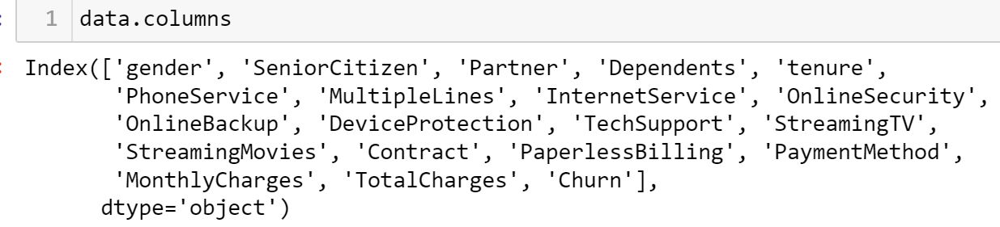 1 data.columns
Index(['gender', 'SeniorCitizen', 'Partner', 'Dependents', 'tenure',
'PhoneService', 'MultipleLines', 'InternetService', 'OnlineSecurity',
'OnlineBackup', 'DeviceProtection', 'TechSupport', 'StreamingTV',
'StreamingMovies', 'Contract', 'PaperlessBilling', 'PaymentMethod',
'MonthlyCharges', 'TotalCharges', 'Churn'],
dtype='object')